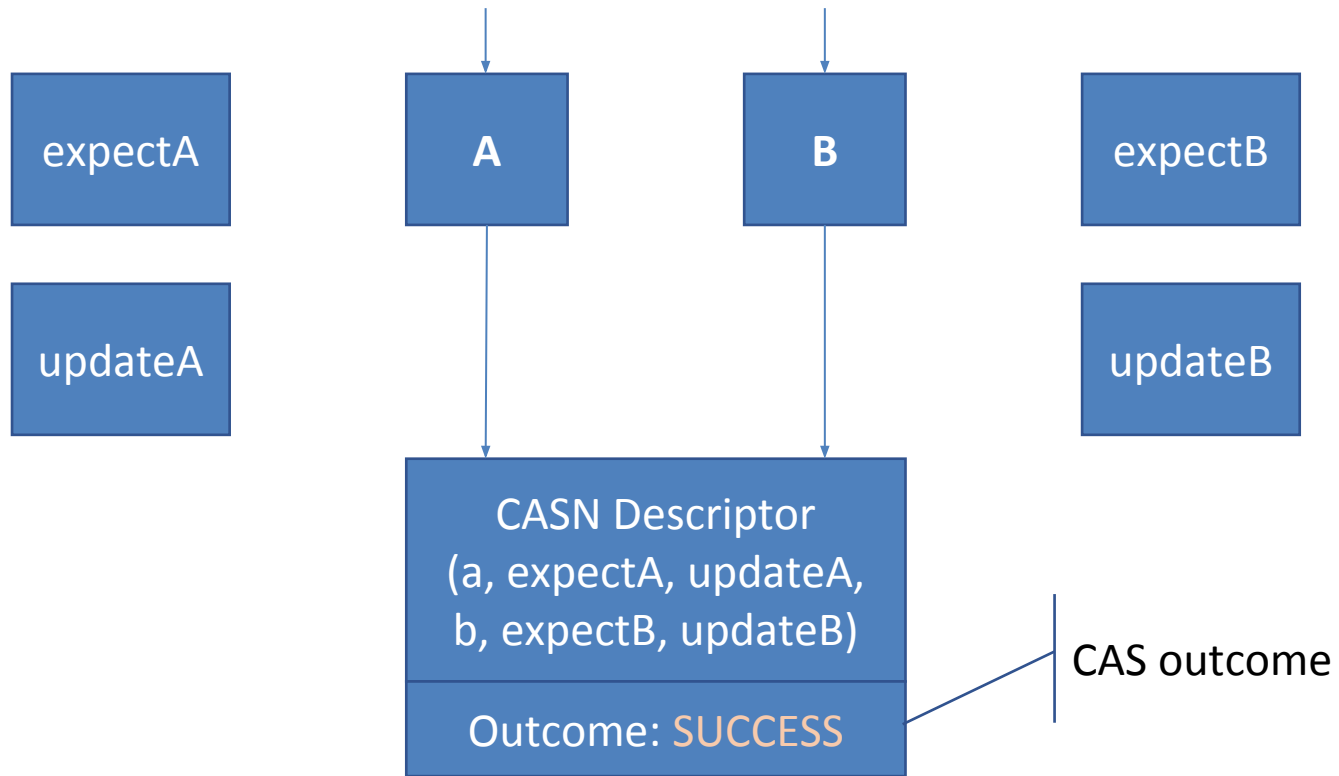 expectA
A
B
expectB
updateA
updateB
CASN Descriptor
(a, expectA, updateA,
b, expectB, updateB)
CAS outcome
Outcome: SUCCESS